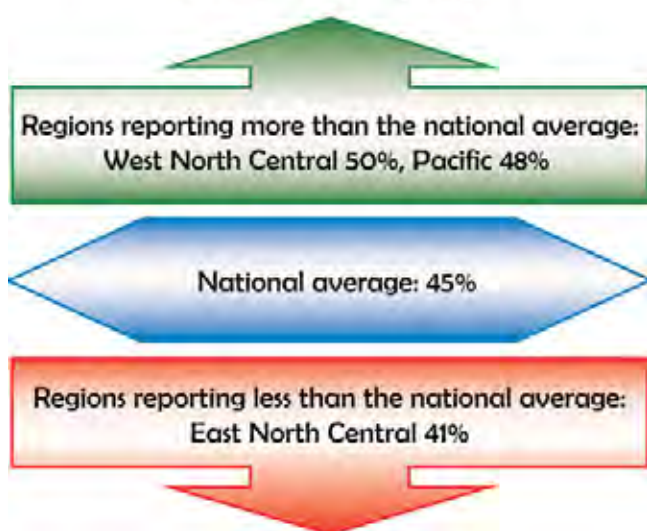 Regions reporting more than the national average:
West North Central 50%, Pacific 48%
National average: 45%
Regions reporting less than the national average:
East North Central 41%